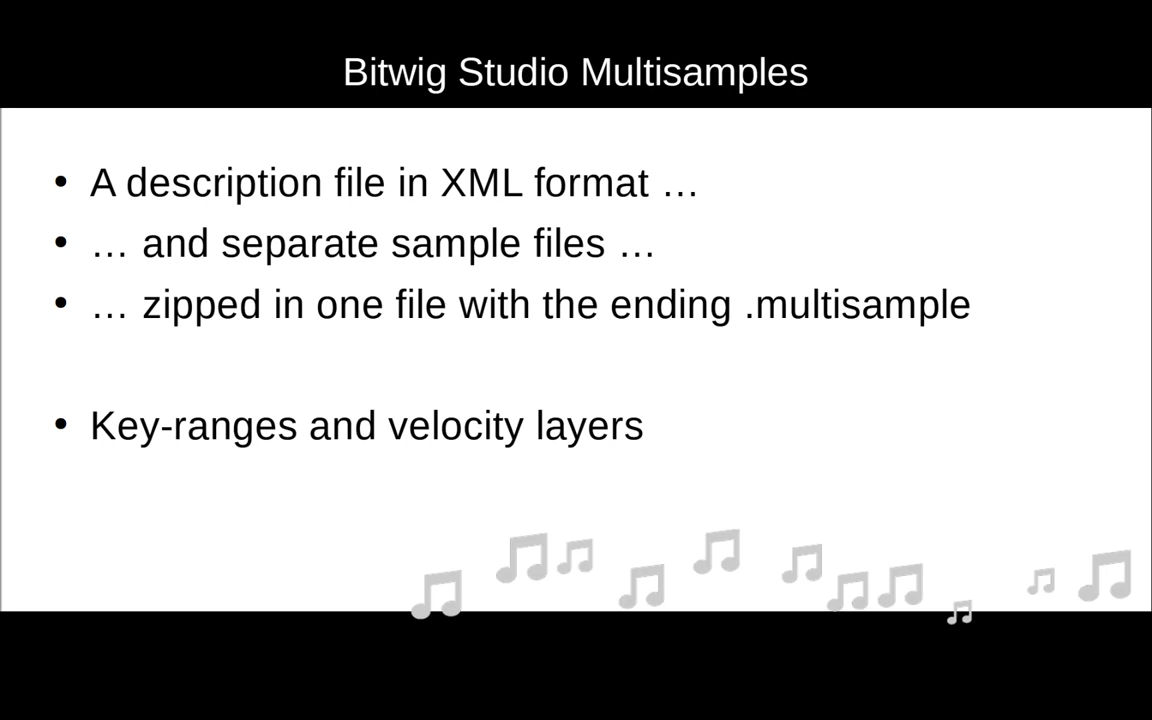 Bitwig Studio Multisamples
• A description file in XML format …
• … and separate sample files …
• … zipped in one file with the ending .multisample
• Key-ranges and velocity layers